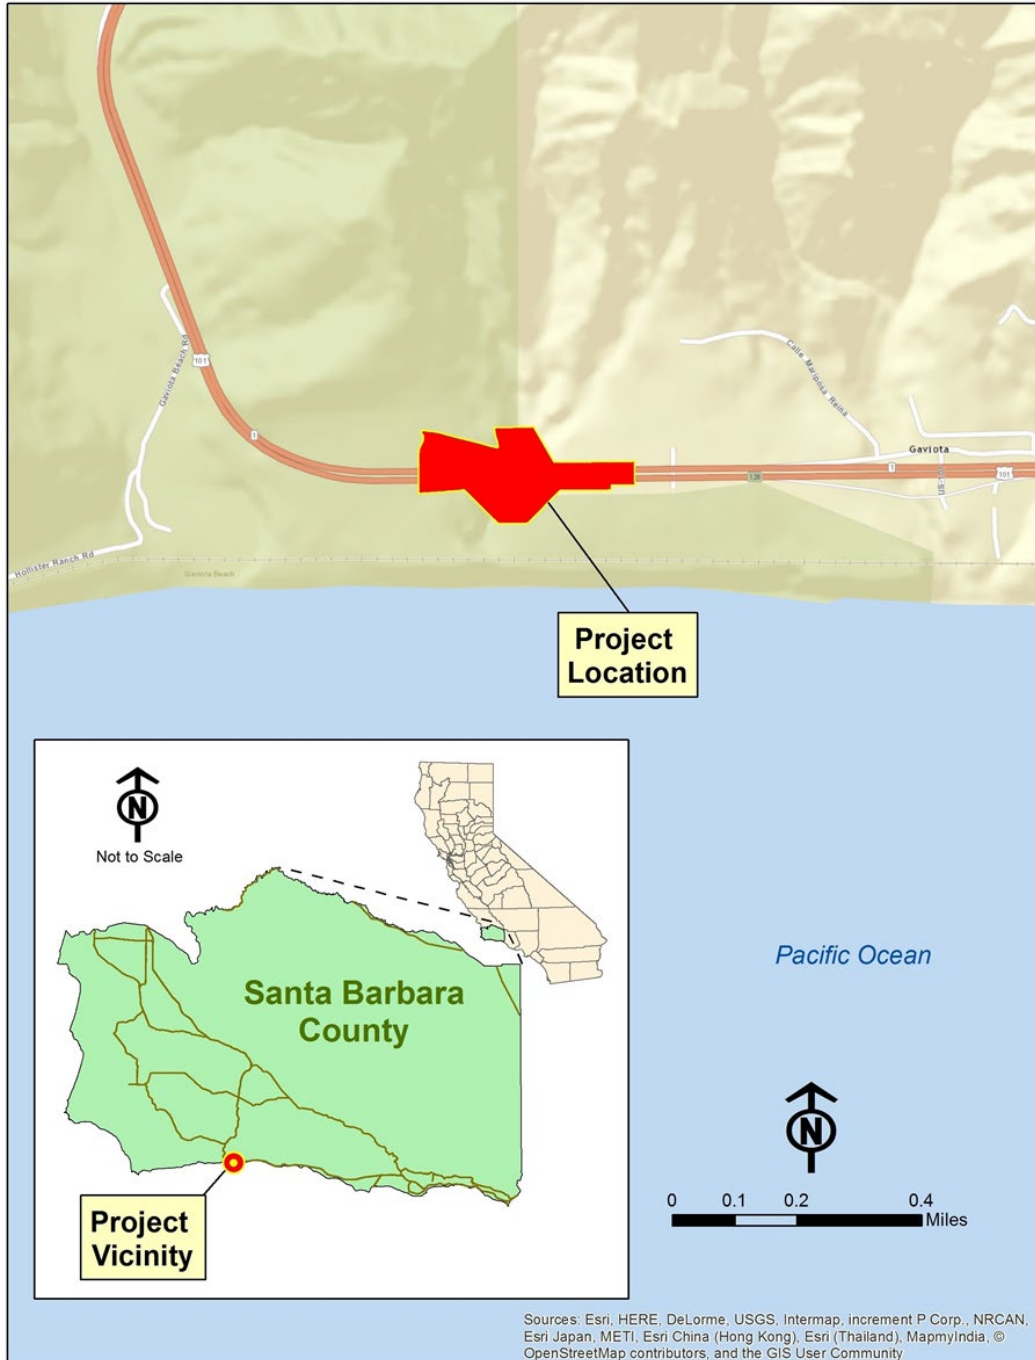 101
Gaviota Beach Rd
1
Calle Mariposa Reina
Gaviota
1
101
128
Hollister Ranch Rd
Gaviota Beach
Project
Location
N
Not to Scale
Santa Barbara
County
Pacific Ocean
N
Project
Vicinity
0 0.1 0.2 0.4
Miles
Sources: Esri, HERE, DeLorme, USGS, Intermap, increment P Corp., NRCAN,
Esri Japan, METI, Esri China (Hong Kong), Esri (Thailand), MapmyIndia, ©
OpenStreetMap contributors, and the GIS User Community